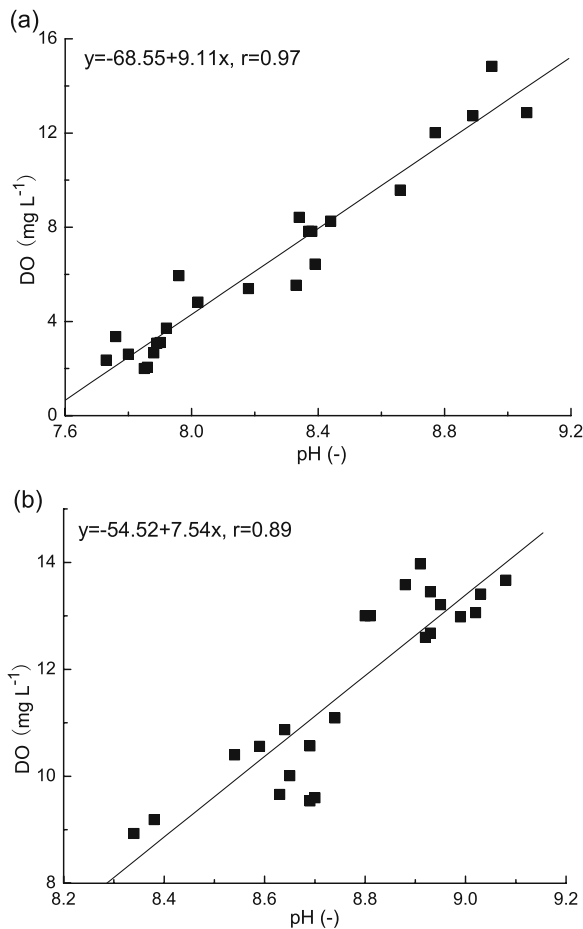 (a)
16
y=-68.55+9.11x, r=0.97
12
DO (mg L-1)
8
4
0
7.6 8.0 8.4 8.8 9.2
pH (-)
(b)
y=-54.52+7.54x, r=0.89
14
12
DO (mg L-1)
10
8
8.2 8.4 8.6 8.8 9.0 9.2
pH (-)